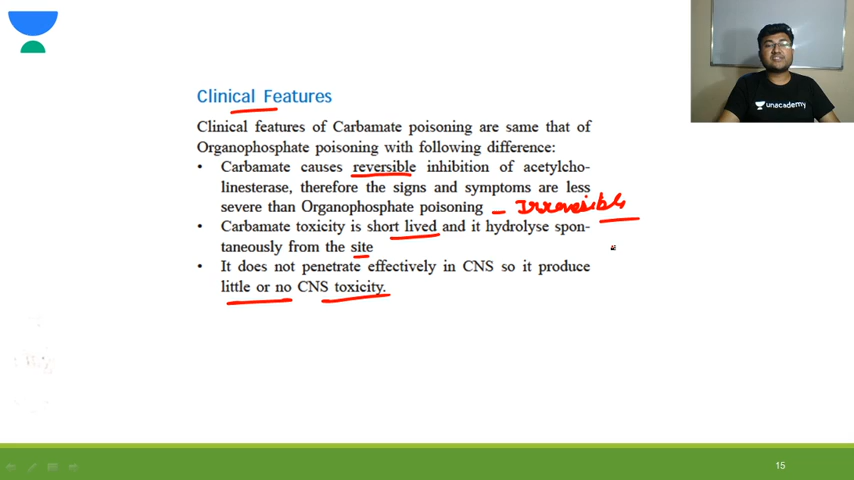 unacademy
Clinical Features
Clinical features of Carbamate poisoning are same that of
Organophosphate poisoning with following difference:
• Carbamate causes reversible inhibition of acetylcho-
linesterase, therefore the signs and symptoms are less
severe than Organophosphate poisoning – Irreversible
• Carbamate toxicity is short lived and it hydrolyse spon-
taneously from the site
• It does not penetrate effectively in CNS so it produce
little or no CNS toxicity.
15